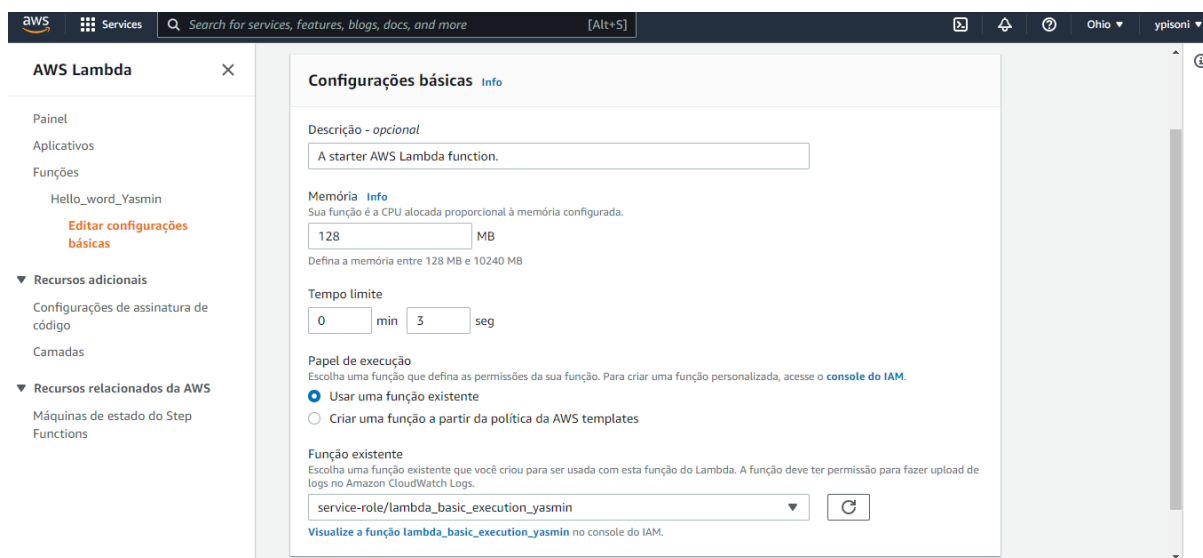 aws Services Search for services, features, blogs, docs, and more [Alt+S] Ohio ypisoni
AWS Lambda
Painel
Aplicativos
Funções
Hello_word_Yasmin
Editar configurações
básicas
Recursos adicionais
Configurações de assinatura de
código
Camadas
Recursos relacionados da AWS
Máquinas de estado do Step
Functions
Configurações básicas Info
Descrição - opcional
A starter AWS Lambda function.
Memória Info
Sua função é a CPU alocada proporcional à memória configurada.
128 MB
Defina a memória entre 128 MB e 10240 MB
Tempo limite
0 min 3 seg
Papel de execução
Escolha uma função que defina as permissões da sua função. Para criar uma função personalizada, acesse o console do IAM.
Usar uma função existente
Criar uma função a partir da política da AWS templates
Função existente
Escolha uma função existente que você criou para ser usada com esta função do Lambda. A função deve ter permissão para fazer upload de
logs no Amazon CloudWatch Logs.
service-role/lambda_basic_execution_yasmin
Visualize a função lambda_basic_execution_yasmin no console do IAM.